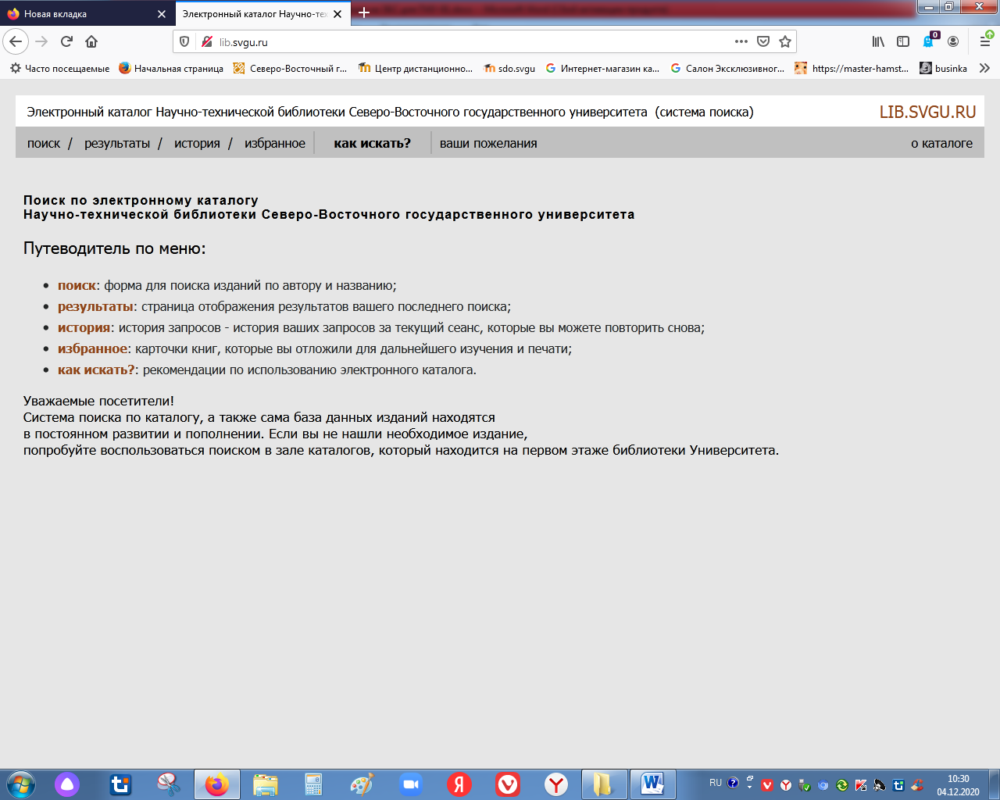 Новая вкладка
Электронный каталог Научно-тех
lib.svgu.ru
0
Часто посещаемые
Начальная страница
Северо-Восточный г...
Центр дистанционно...
sdo.svgu
Интернет-магазин ка...
Салон Эксклюзивног...
https://master-hamst...
businka
Электронный каталог Научно-технической библиотеки Северо-Восточного государственного университета (система поиска)
LIB.SVGU.RU
поиск / результаты / история / избранное
как искать?
ваши пожелания
о каталоге
Поиск по электронному каталогу
Научно-технической библиотеки Северо-Восточного государственного университета
Путеводитель по меню:
• поиск: форма для поиска изданий по автору и названию;
• результаты: страница отображения результатов вашего последнего поиска;
• история: история запросов - история ваших запросов за текущий сеанс, которые вы можете повторить снова;
• избранное: карточки книг, которые вы отложили для дальнейшего изучения и печати;
• как искать?: рекомендации по использованию электронного каталога.
Уважаемые посетители!
Система поиска по каталогу, а также сама база данных изданий находятся
в постоянном развитии и пополнении. Если вы не нашли необходимое издание,
попробуйте воспользоваться поиском в зале каталогов, который находится на первом этаже библиотеки Университета.
RU
10:30
04.12.2020